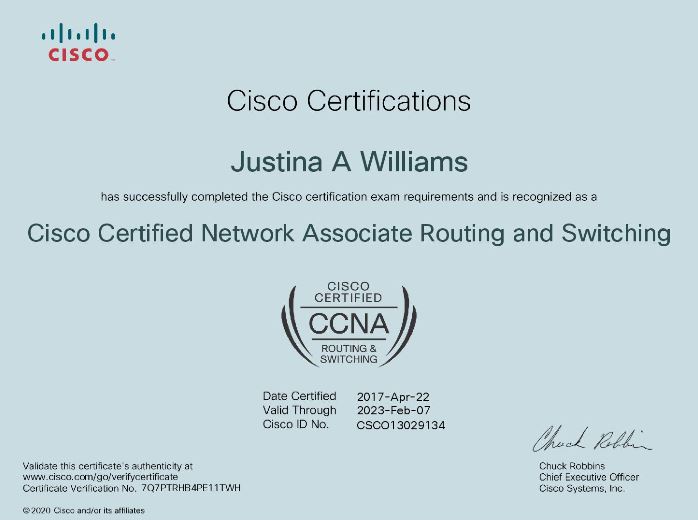 CISCO
Cisco Certifications
Justina A Williams
has successfully completed the Cisco certification exam requirements and is recognized as a
Cisco Certified Network Associate Routing and Switching
CISCO
CERTIFIED
CCNA
ROUTING &
SWITCHING
Date Certified 2017-Apr-22
Valid Through 2023-Feb-07
Cisco ID No. CSCO13029134
Chuck Robbins
Validate this certificate's authenticity at
www.cisco.com/go/verifycertificate
Certificate Verification No. 7Q7PTRHB4PE11TWH
Chuck Robbins
Chief Executive Officer
Cisco Systems, Inc.
©2020 Cisco and/or its affiliates